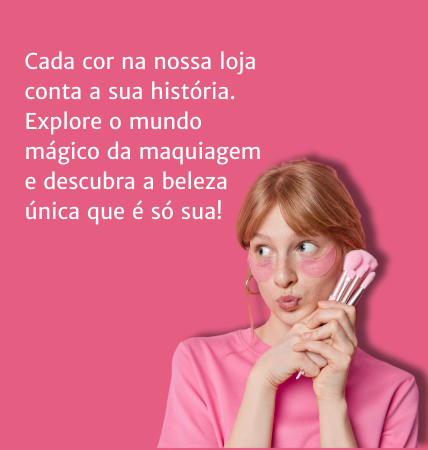 Cada cor na nossa loja
conta a sua história.
Explore o mundo
mágico da maquiagem
e descubra a beleza
única que é só sua!